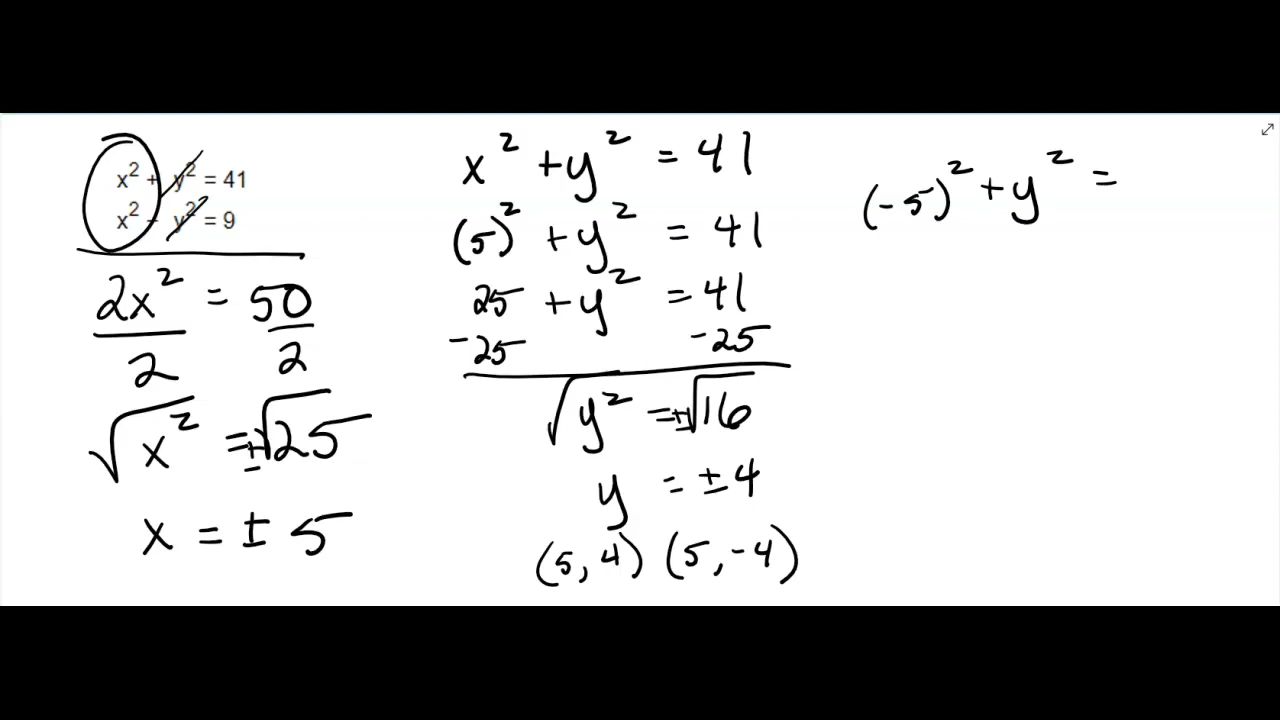 x² + y² = 41
x² - y² = 9
2x² = 50
2 2
√x² = ±√25
x = ± 5
x² + y² = 41
(5)² + y² = 41
25 + y² = 41
-25 -25
√y² = ±√16
y = ± 4
(5, 4) (5, -4)
(-5)² + y² =